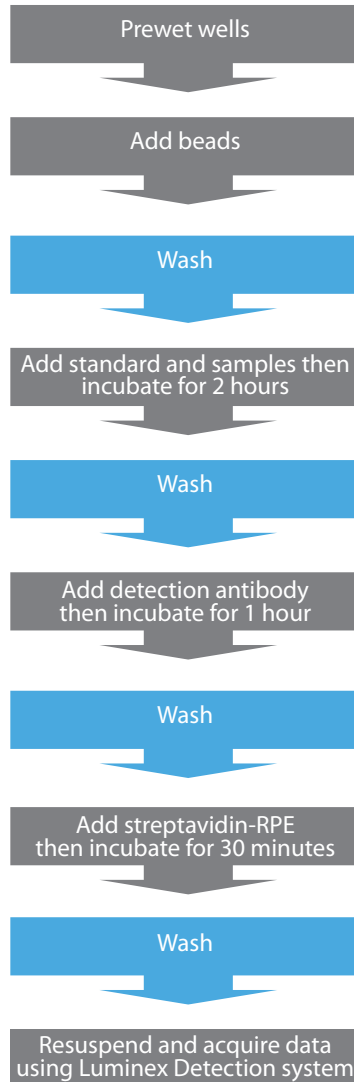 Prewet wells
Add beads
Wash
Add standard and samples then
incubate for 2 hours
Wash
Add detection antibody
then incubate for 1 hour
Wash
Add streptavidin-RPE
then incubate for 30 minutes
Wash
Resuspend and acquire data
using Luminex Detection system